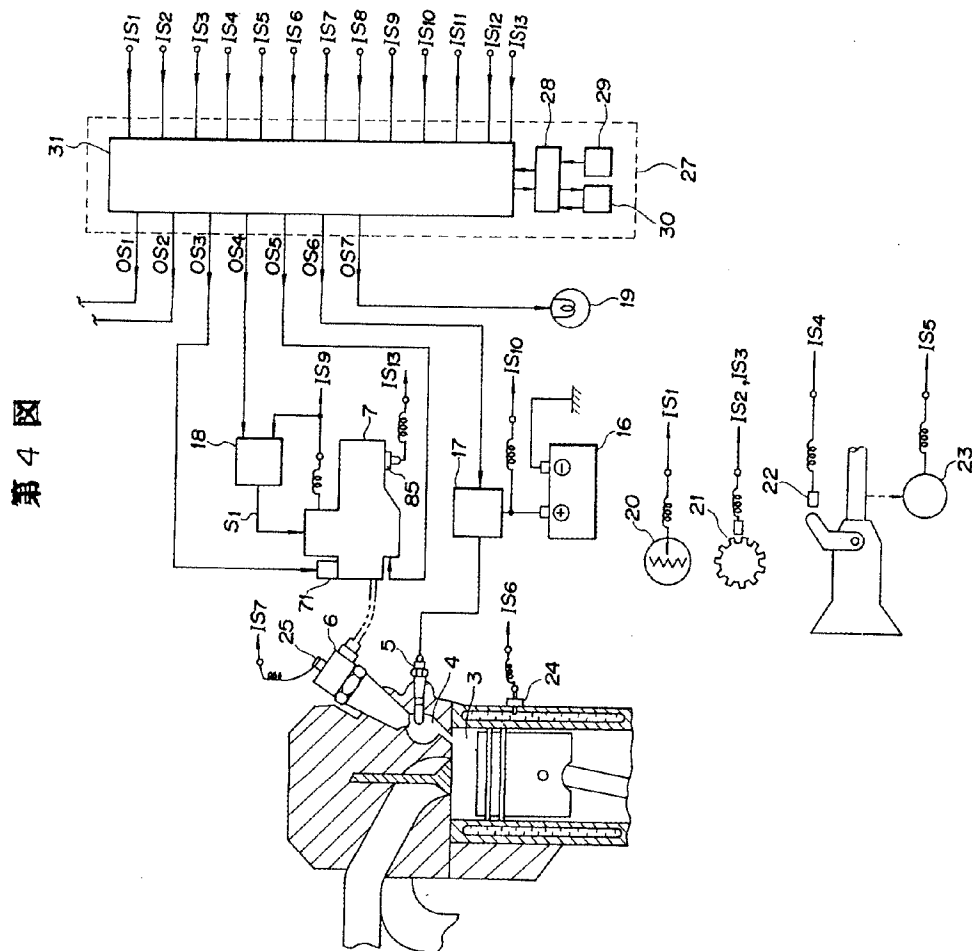 第4図
31
IS1
IS2
IS3
IS4
IS5
IS6
IS7
IS8
IS9
IS10
IS11
IS12
IS13
OS1
OS2
OS3
OS4
OS5
OS6
OS7
28
29
30
27
19
18
S1
IS9
7
IS13
85
71
IS7
25
6
5
4
3
17
IS10
16
IS6
24
20
IS1
21
IS2,IS3
22
IS4
23
IS5